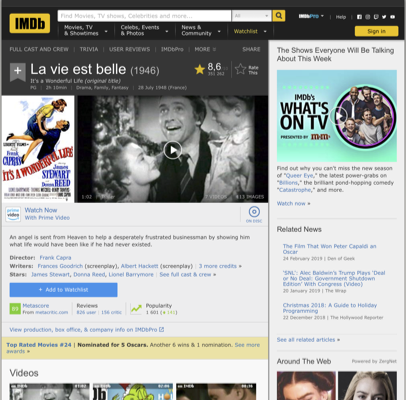 IMDb
Find Movies, TV shows, Celebrities and more...
All
IMDbPro
Help
Movies, TV & Showtimes
Celebs, Events & Photos
News & Community
Watchlist
Sign in
FULL CAST AND CREW | TRIVIA | USER REVIEWS | IMDbPro | MORE
SHARE
La vie est belle (1946)
It's a Wonderful Life (original title)
PG | 2h 10min | Drama, Family, Fantasy | 28 July 1948 (France)
8,6
Rate This
FRANK CAPRA'S
IT'S A WONDERFUL LIFE
JAMES STEWART
DONNA REED
1:02
113 IMAGES
prime video
Watch Now
With Prime Video
ON DISC
An angel is sent from Heaven to help a desperately frustrated businessman by showing him
what life would have been like if he had never existed.
Director: Frank Capra
Writers: Frances Goodrich (screenplay), Albert Hackett (screenplay) | 3 more credits »
Stars: James Stewart, Donna Reed, Lionel Barrymore | See full cast & crew »
+ Add to Watchlist
Metascore
From metacritic.com
Reviews
826 user | 156 critic
Popularity
1 601
View production, box office, & company info on IMDbPro
Top Rated Movies #24 | Nominated for 5 Oscars. Another 6 wins & 1 nomination. See more
awards »
Videos
The Shows Everyone Will Be Talking
About This Week
IMDb's
WHAT'S
ON TV
PRESENTED BY
Find out why you can't miss the new season
of "Queer Eye," the latest power-grabs on
"Billions," the brilliant pond-hopping comedy
"Catastrophe," and more.
Watch now »
Related News
The Film That Won Peter Capaldi an
Oscar
24 February 2019 | Den of Geek
'SNL': Alec Baldwin's Trump Plays 'Deal
or No Deal: Government Shutdown
Edition' With Congress (Video)
20 January 2019 | The Wrap
Christmas 2018: A Guide to Holiday
Programming
22 December 2018 | The Hollywood Reporter
See all related articles »
Around The Web
Powered by ZergNet